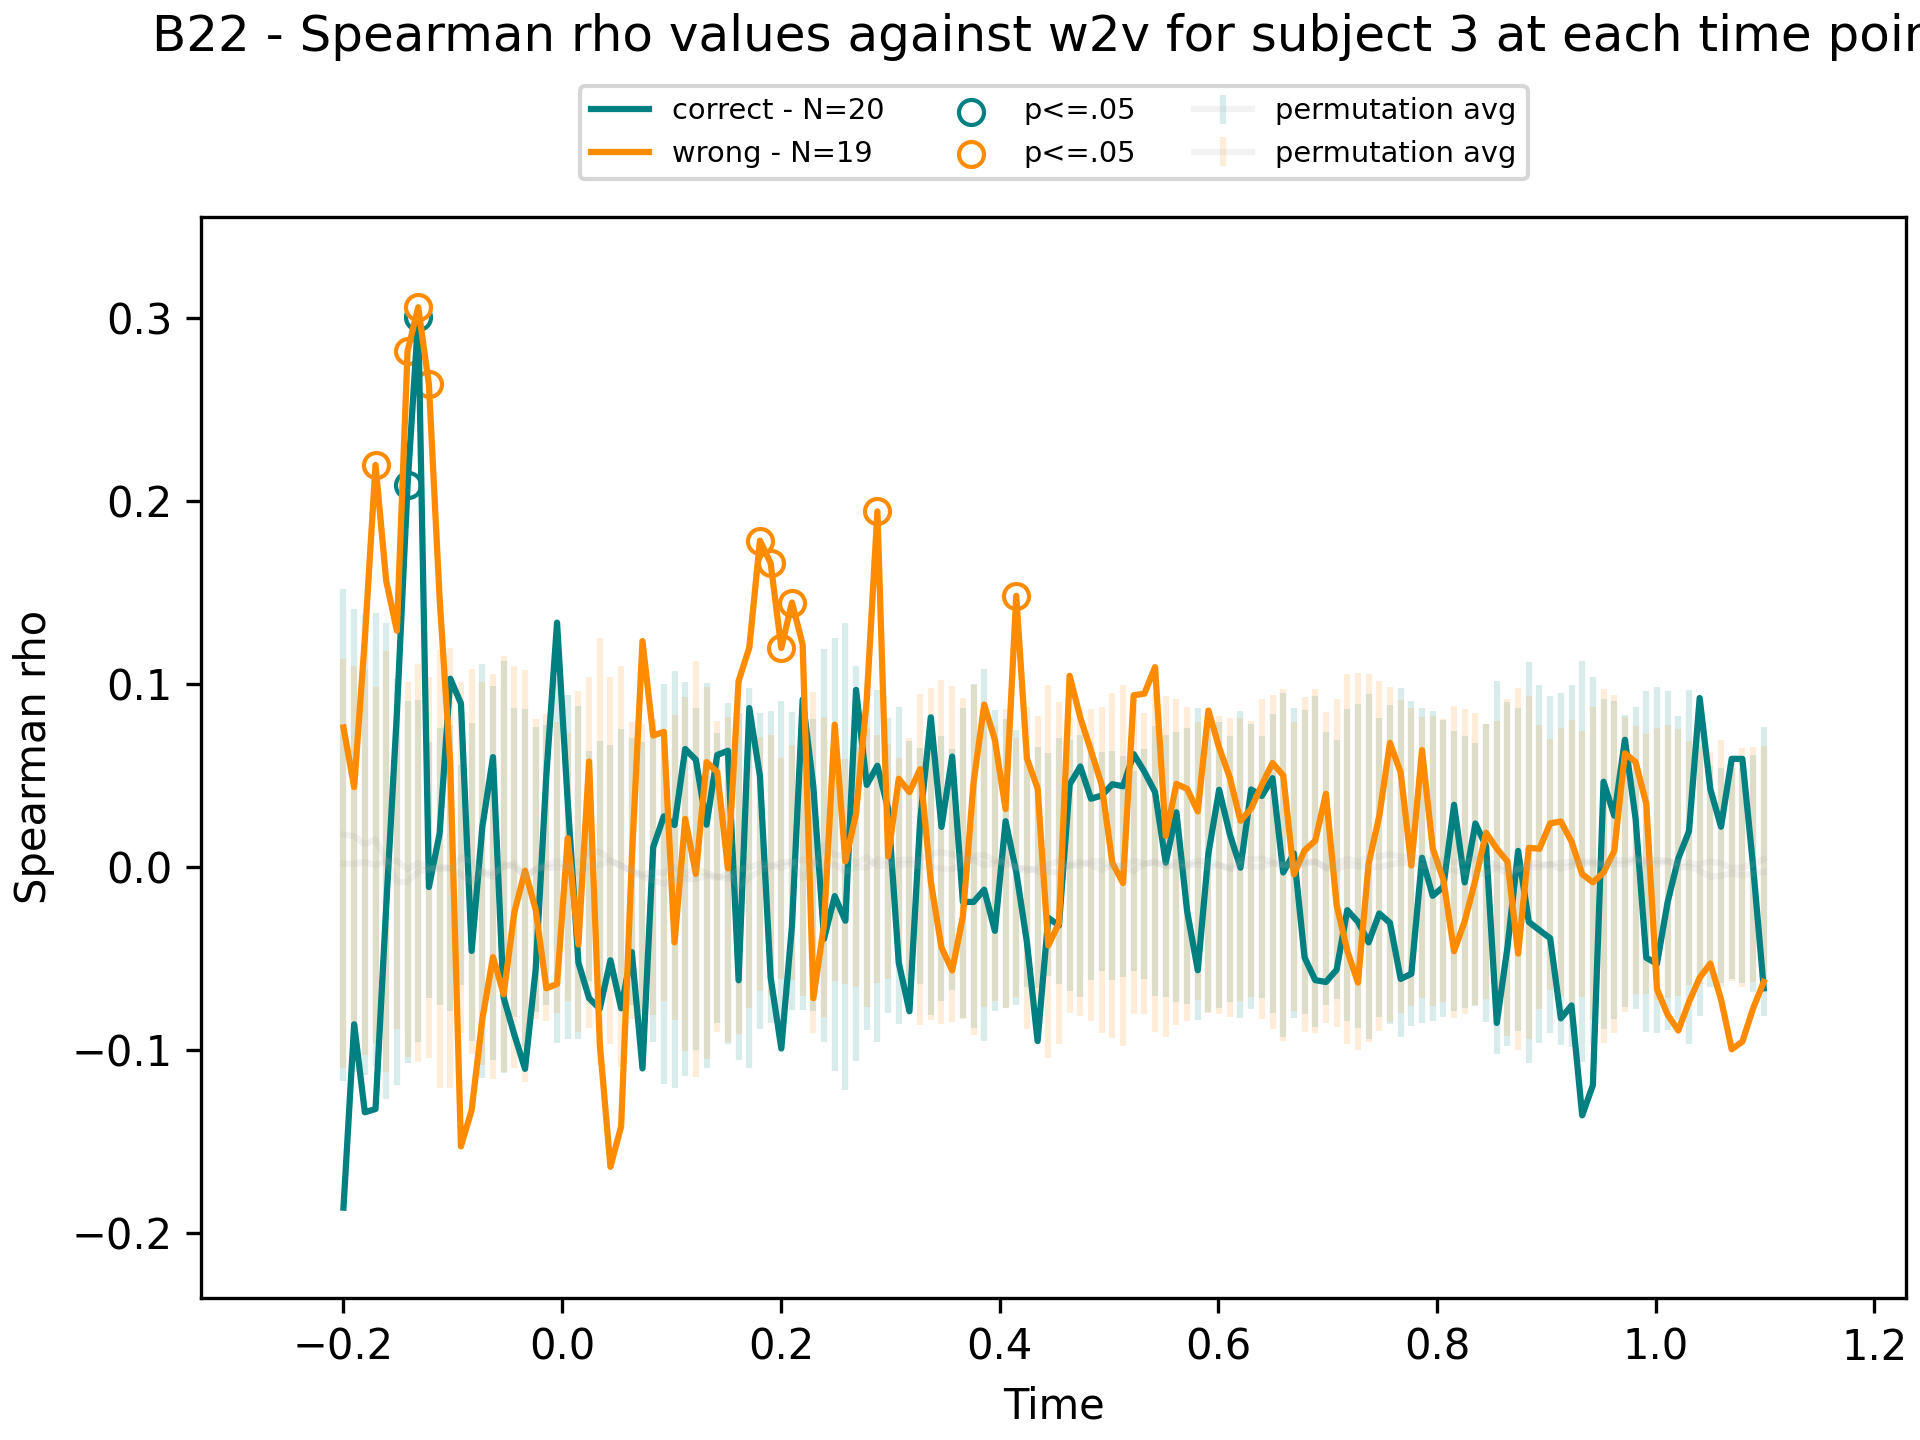 B22 - Spearman rho values against w2v for subject 3 at each time
correct - N=20 p<=.05 permutation avg
wrong - N=19 p<=.05 permutation avg
0.3
0.2
0.1
0.0
−0.1
−0.2
Spearman rho
−0.2 0.0 0.2 0.4 0.6 0.8 1.0 1.2
Time